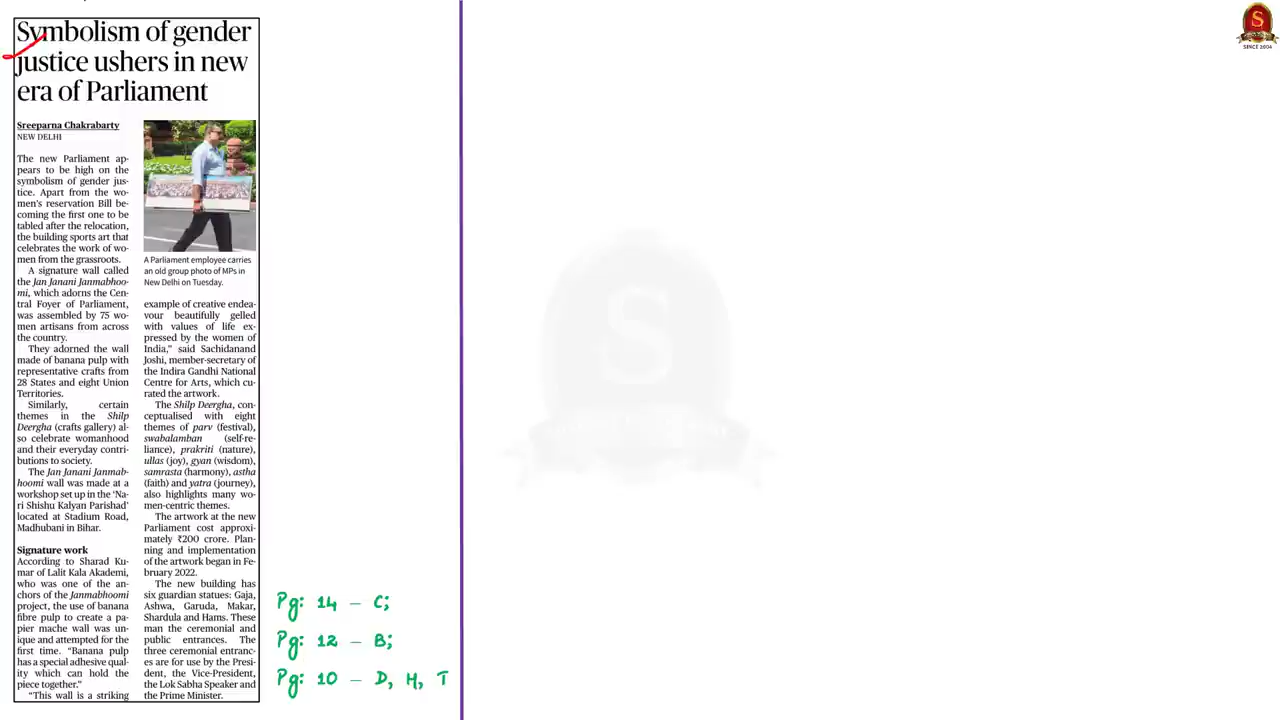 Symbolism of gender
justice ushers in new
era of Parliament
Sreeparna Chakrabarty
NEW DELHI
The new Parliament ap-
pears to be high on the
symbolism of gender jus-
tice. Apart from the wo-
men's reservation Bill be-
coming the first one to be
tabled after the relocation,
the building sports art that
celebrates the work of wo-
men from the grassroots.
A signature wall called
the Jan Janani Janmabhoo-
mi, which adorns the Cen-
tral Foyer of Parliament,
was assembled by 75 wo-
men artisans from across
the country.
They adorned the wall
made of banana pulp with
representative crafts from
28 States and eight Union
Territories.
Similarly, certain
themes in the Shilp
Deergha (crafts gallery) al-
so celebrate womanhood
and their everyday contri-
butions to society.
The Jan Janani Janmab-
hoomi wall was made at a
workshop set up in the 'Na-
ri Shishu Kalyan Parishad'
located at Stadium Road,
Madhubani in Bihar.
Signature work
According to Sharad Ku-
mar of Lalit Kala Akademi,
who was one of the an-
chors of the Janmabhoomi
project, the use of banana
fibre pulp to create a pa-
pier mache wall was un-
ique and attempted for the
first time. "Banana pulp
has a special adhesive qual-
ity which can hold the
piece together."
"This wall is a striking
A Parliament employee carries
an old group photo of MPs in
New Delhi on Tuesday.
example of creative endea-
vour beautifully gelled
with values of life ex-
pressed by the women of
India," said Sachidanand
Joshi, member-secretary of
the Indira Gandhi National
Centre for Arts, which cu-
rated the artwork.
The Shilp Deergha, con-
ceptualised with eight
themes of parv (festival),
swabalamban (self-re-
liance), prakriti (nature),
ullas (joy), gyan (wisdom),
samrasta (harmony), astha
(faith) and yatra (journey),
also highlights many wo-
men-centric themes.
The artwork at the new
Parliament cost approxi-
mately ₹200 crore. Plan-
ning and implementation
of the artwork began in Fe-
bruary 2022.
The new building has
six guardian statues: Gaja,
Ashwa, Garuda, Makar,
Shardula and Hams. These
man the ceremonial and
public entrances. The
three ceremonial entranc-
es are for use by the Presi-
dent, the Vice-President,
the Lok Sabha Speaker and
the Prime Minister.
Pg: 14 – C;
Pg: 12 – B;
Pg: 10 – D, H, T
S
SINCE 2004
S